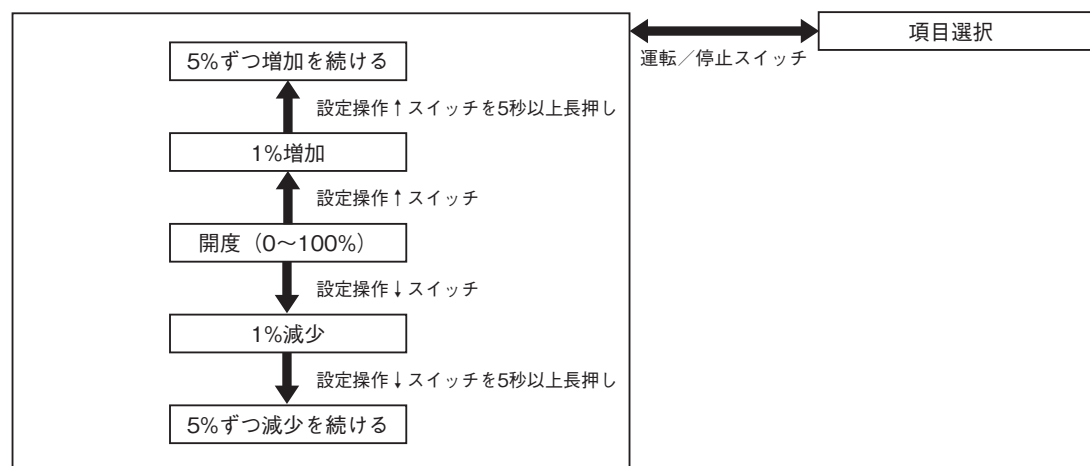 項目選択
運転／停止スイッチ
5%ずつ増加を続ける
設定操作↑スイッチを5秒以上長押し
1%増加
設定操作↑スイッチ
開度（0～100%）
設定操作↓スイッチ
1%減少
設定操作↓スイッチを5秒以上長押し
5%ずつ減少を続ける